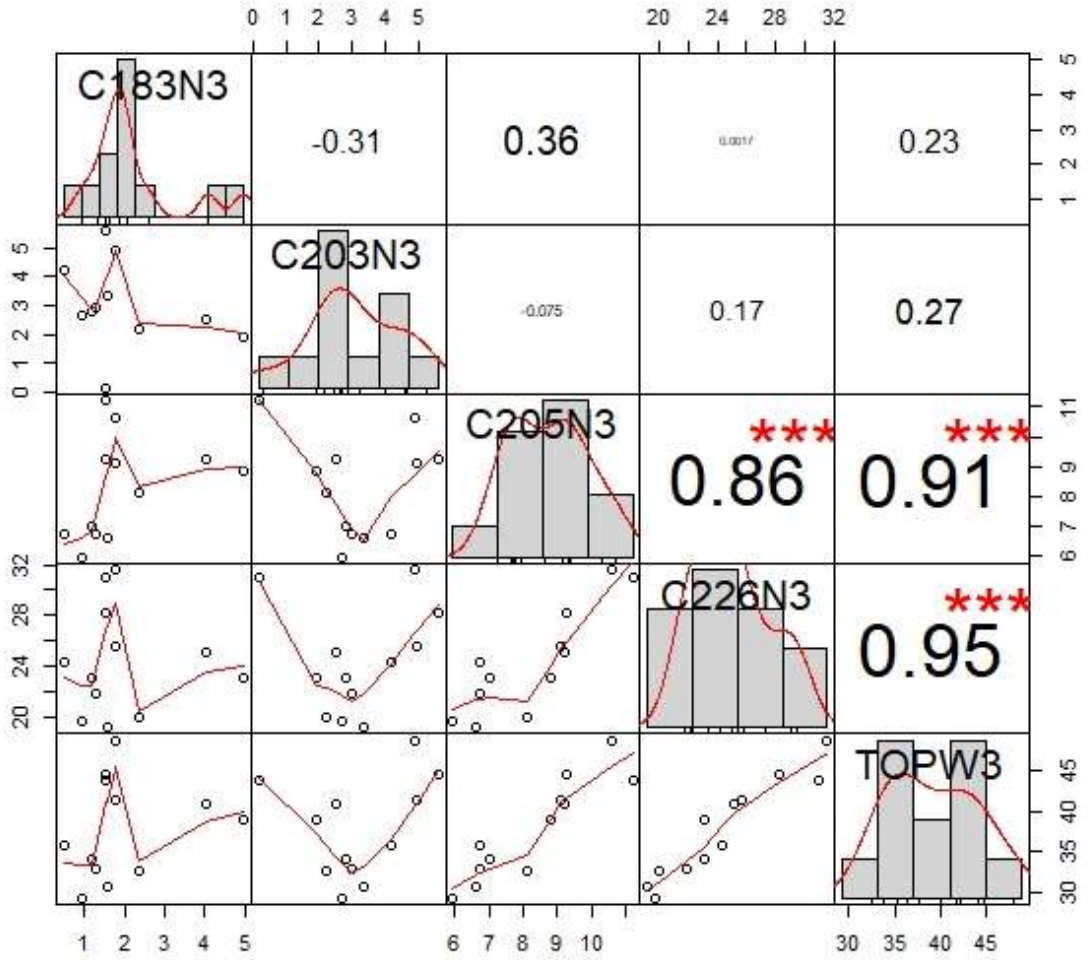 0 1 2 3 4 5 20 24 28 32
C183N3 -0.31 0.36 0.0017 0.23 5 4 3 2 1
5 4 3 2 1 0 C203N3 -0.075 0.17 0.27
C205N3 *** 0.86 *** 0.91 11 9 8 7 6
32 28 24 20 C226N3 *** 0.95
TOPW3 45 40 35 30
1 2 3 4 5 6 7 8 9 10 30 35 40 45